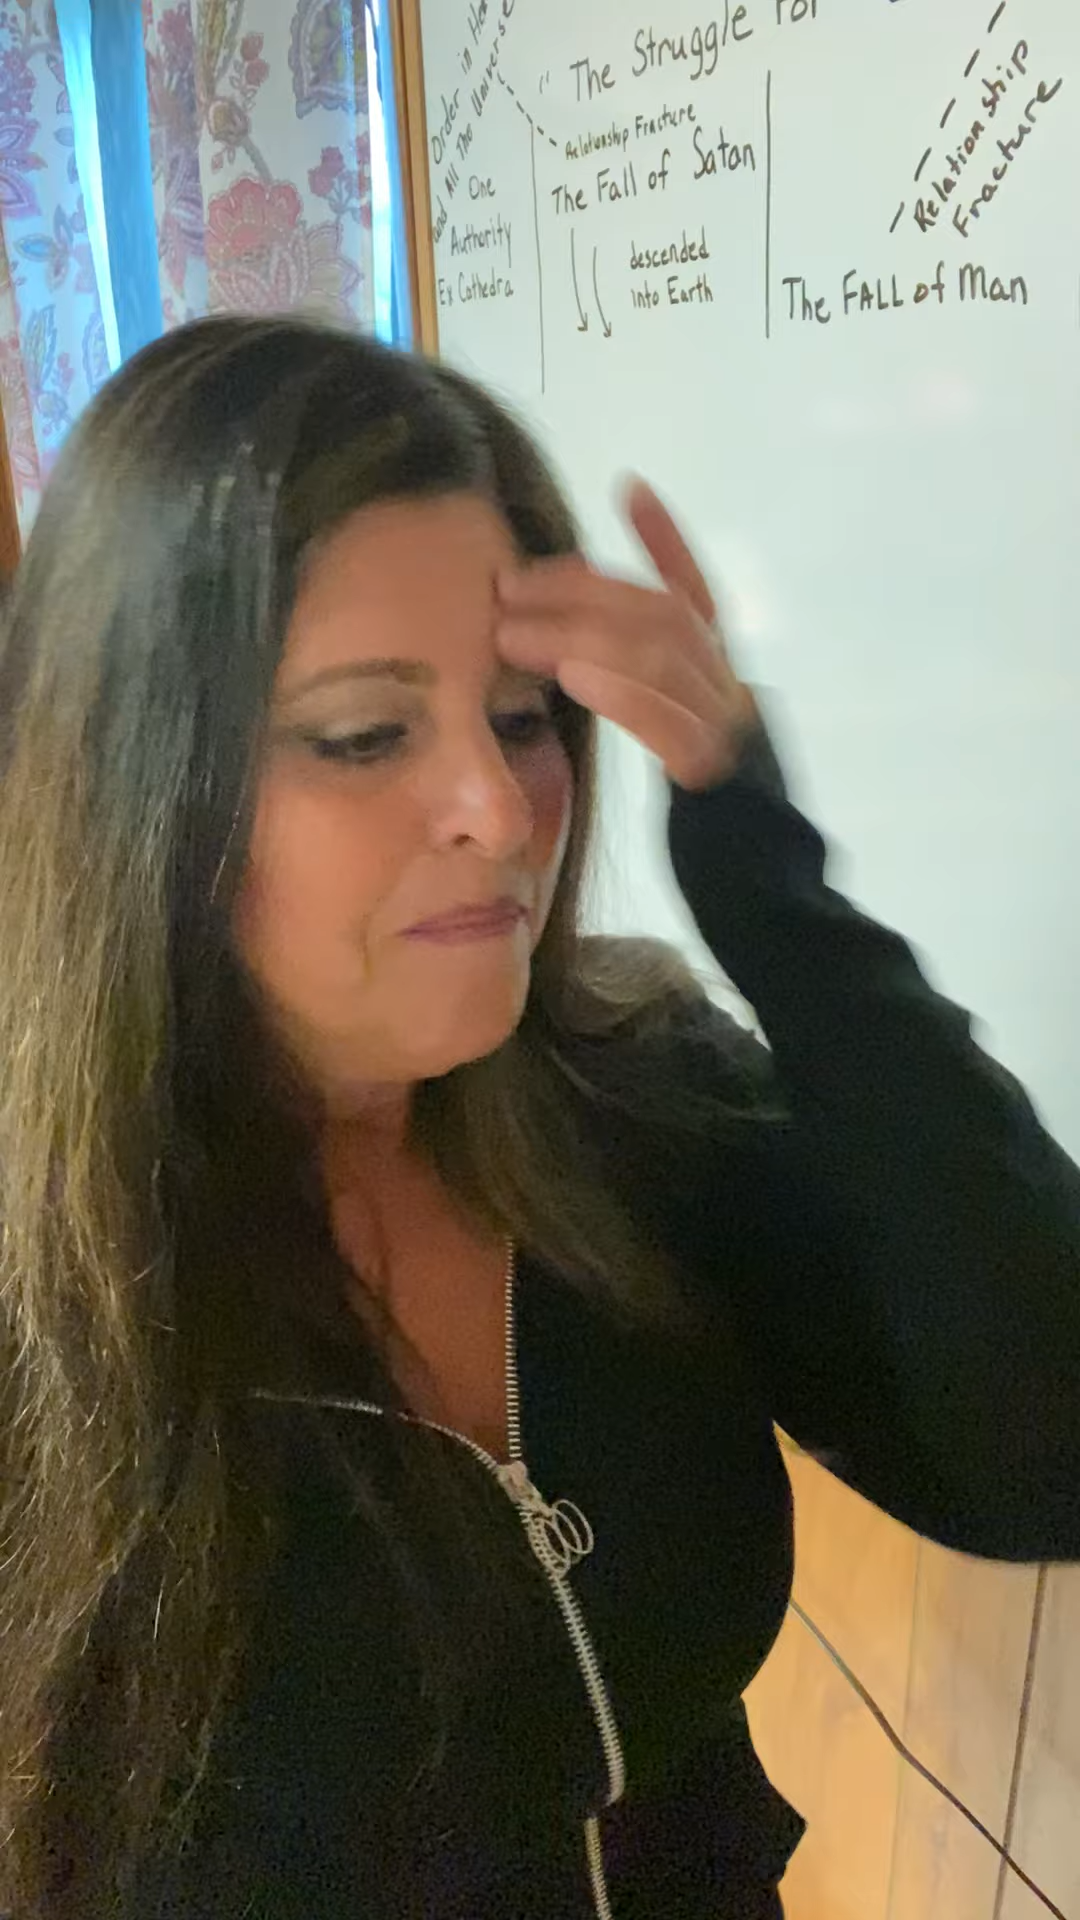 "The Struggle For
Order in
and All The Universe
One
Authority
Ex Cathedra
Relationship Fracture
The Fall of Satan
descended
into Earth
Relationship
Fracture
The FALL of Man